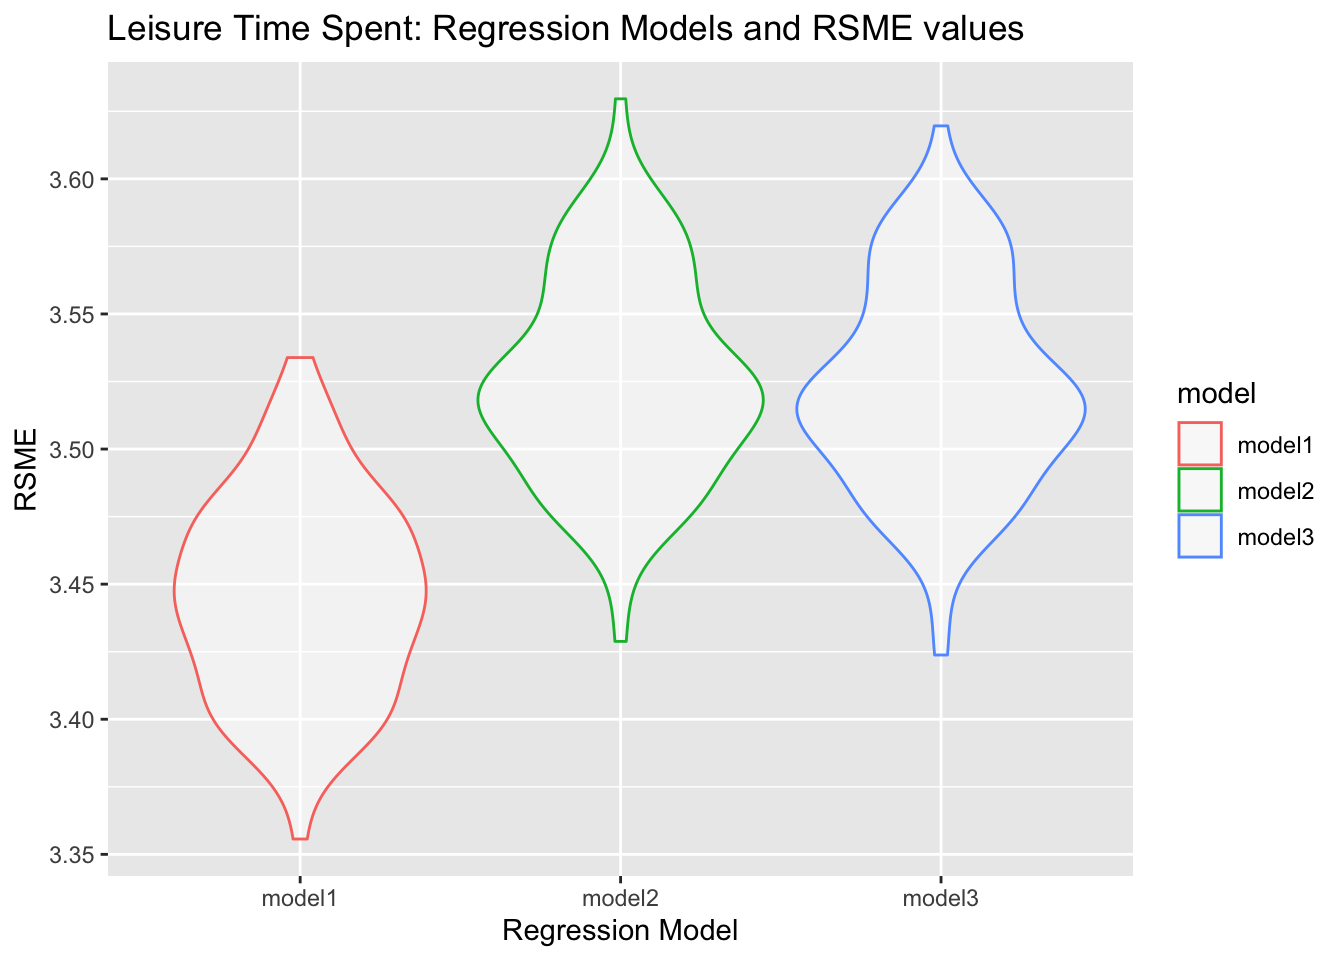 Leisure Time Spent: Regression Models and RSME values
RSME
3.60
3.55
3.50
3.45
3.40
3.35
model1
model2
model3
Regression Model
model
model1
model2
model3